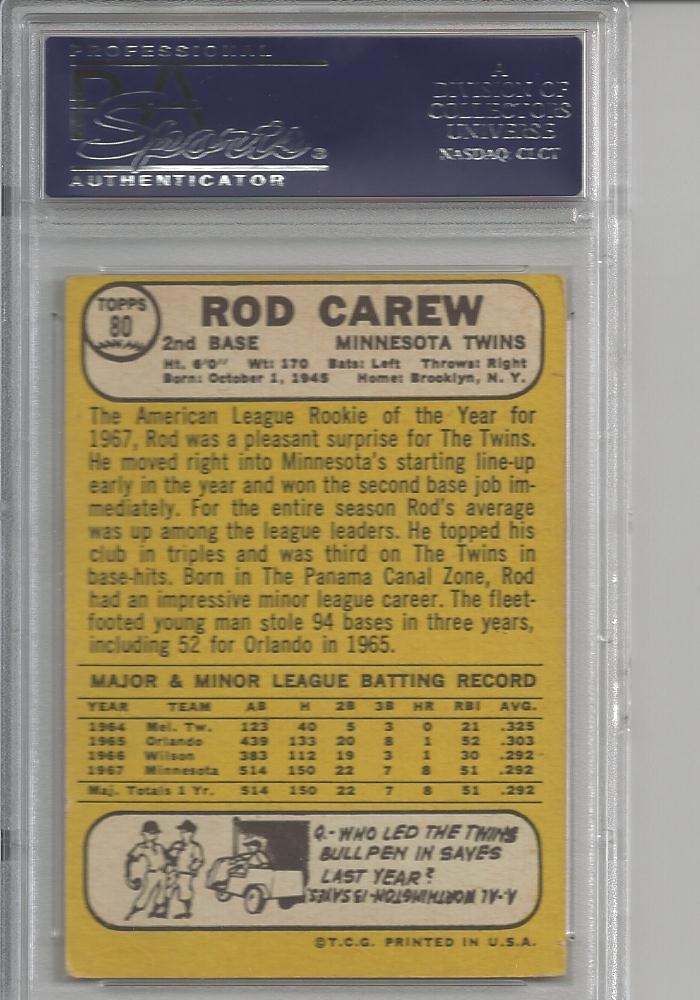 PROFESSIONAL
PSA
Sports
AUTHENTICATOR
A
DIVISION OF
COLLECTORS
UNIVERSE
NASDAQ: CLCT
TOPPS
80
ROD CAREW
2nd BASE MINNESOTA TWINS
Ht. 6'0" Wt: 170 Bats: Left Throws: Right
Born: October 1, 1945 Home: Brooklyn, N. Y.
The American League Rookie of the Year for
1967, Rod was a pleasant surprise for The Twins.
He moved right into Minnesota's starting line-up
early in the year and won the second base job im-
mediately. For the entire season Rod's average
was up among the league leaders. He topped his
club in triples and was third on The Twins in
base-hits. Born in The Panama Canal Zone, Rod
had an impressive minor league career. The fleet-
footed young man stole 94 bases in three years,
including 52 for Orlando in 1965.
MAJOR & MINOR LEAGUE BATTING RECORD
YEAR TEAM AB H 2B 3B HR RBI AVG.
1964 Mel. Tw. 123 40 5 3 0 21 .325
1965 Orlando 439 133 20 8 1 52 .303
1966 Wilson 383 112 19 3 1 30 .292
1967 Minnesota 514 150 22 7 8 51 .292
Maj. Totals 1 Yr. 514 150 22 7 8 51 .292
Q.- WHO LED THE TWINS
BULLPEN IN SAVES
LAST YEAR?
A.-AL WORTHINGTON-13 SAVES.
©T.C.G. PRINTED IN U.S.A.